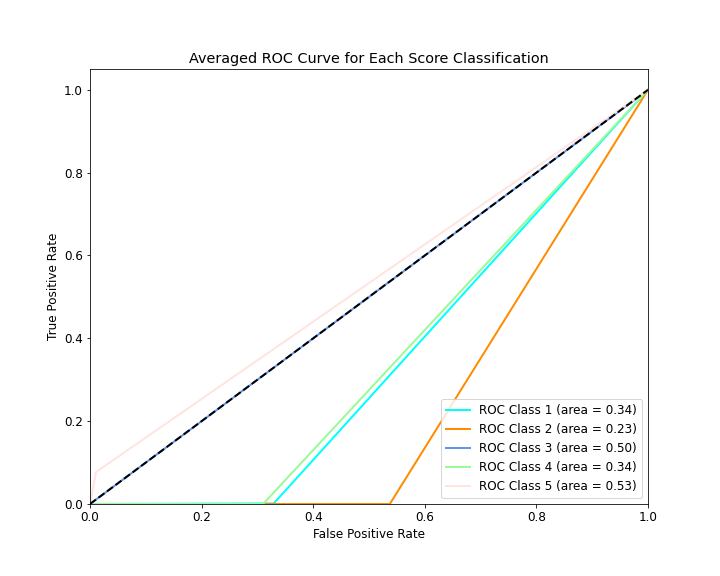 Averaged ROC Curve for Each Score Classification
True Positive Rate
1.0
0.8
0.6
0.4
0.2
0.0
0.0 0.2 0.4 0.6 0.8 1.0
False Positive Rate
ROC Class 1 (area = 0.34)
ROC Class 2 (area = 0.23)
ROC Class 3 (area = 0.50)
ROC Class 4 (area = 0.34)
ROC Class 5 (area = 0.53)